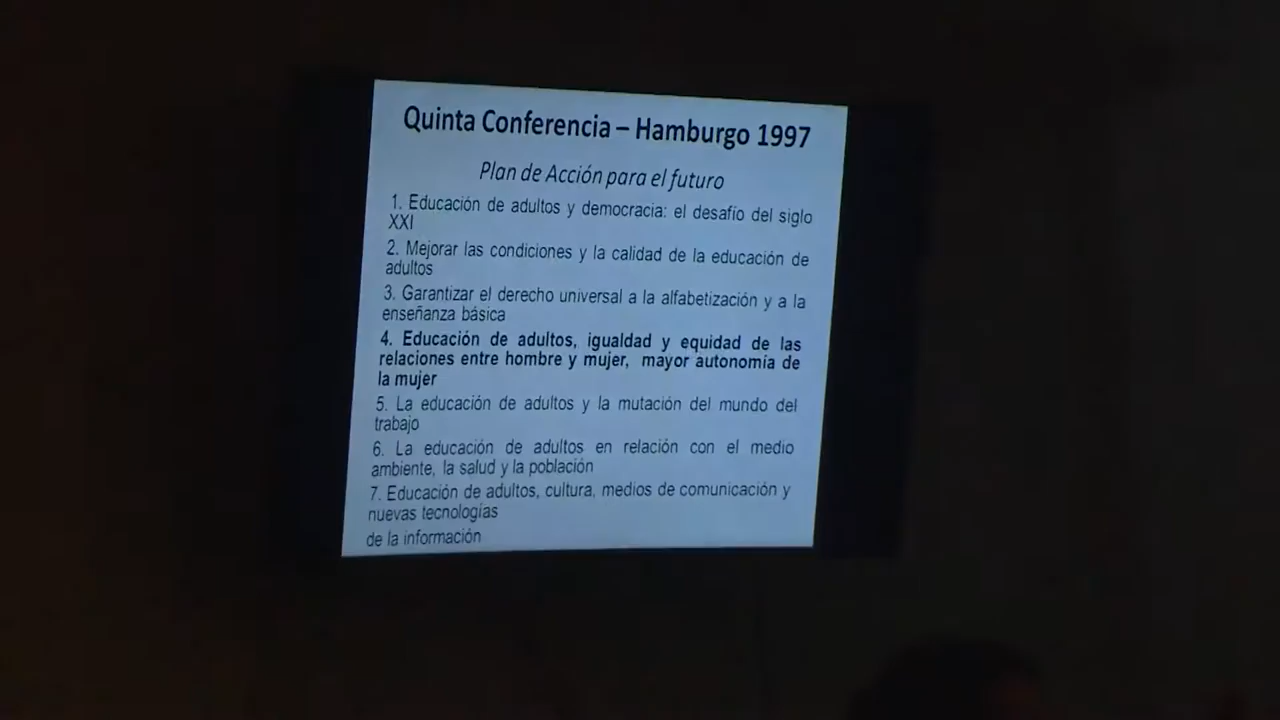 Quinta Conferencia – Hamburgo 1997
Plan de Acción para el futuro
1. Educación de adultos y democracia: el desafío del siglo
XXI
2. Mejorar las condiciones y la calidad de la educación de
adultos
3. Garantizar el derecho universal a la alfabetización y a la
enseñanza básica
4. Educación de adultos, igualdad y equidad de las
relaciones entre hombre y mujer, mayor autonomía de
la mujer
5. La educación de adultos y la mutación del mundo del
trabajo
6. La educación de adultos en relación con el medio
ambiente, la salud y la población
7. Educación de adultos, cultura, medios de comunicación y
nuevas tecnologías
de la información